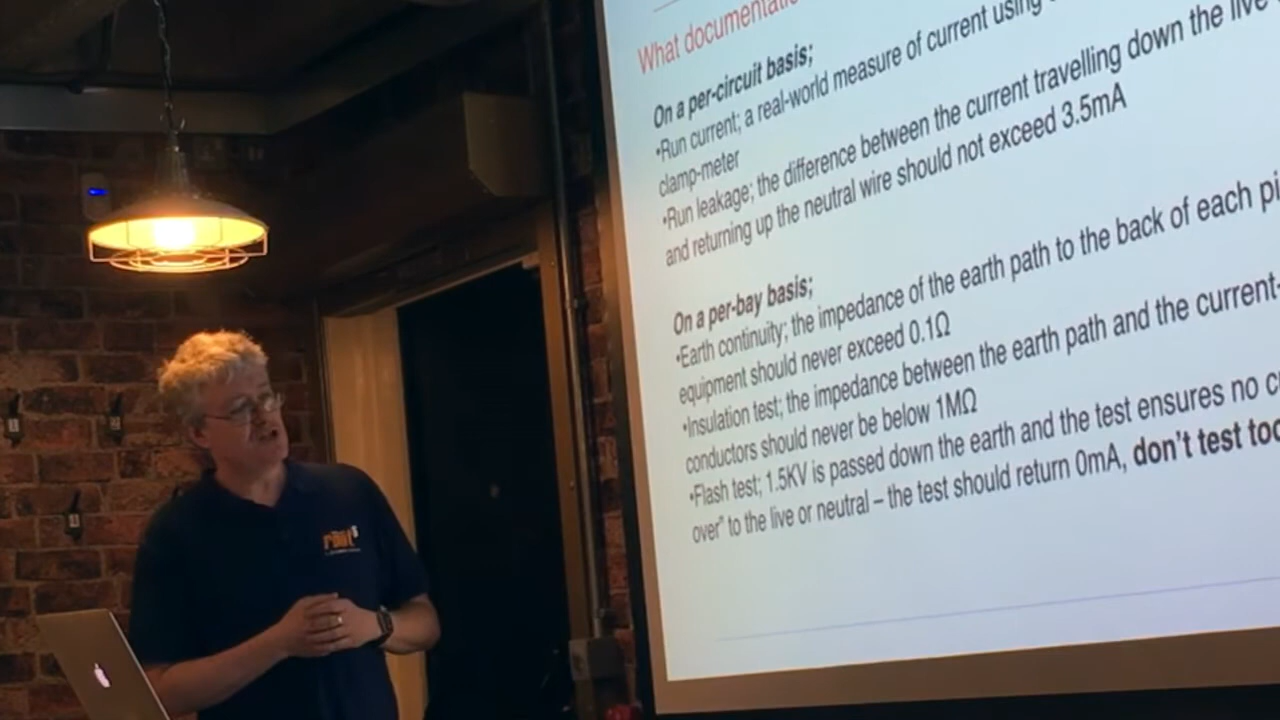 What
On a per-circuit basis;
•Run current; a real-world measure of current using
clamp-meter
•Run leakage; the difference between the current travelling down the live
and returning up the neutral wire should not exceed 3.5mA
On a per-bay basis;
•Earth continuity; the impedance of the earth path to the back of each
equipment should never exceed 0.1Ω
•Insulation test; the impedance between the earth path and the current-
conductors should never be below 1MΩ
•Flash test; 1.5KV is passed down the earth and the test ensures no
over" to the live or neutral – the test should return 0mA, don't test
root6